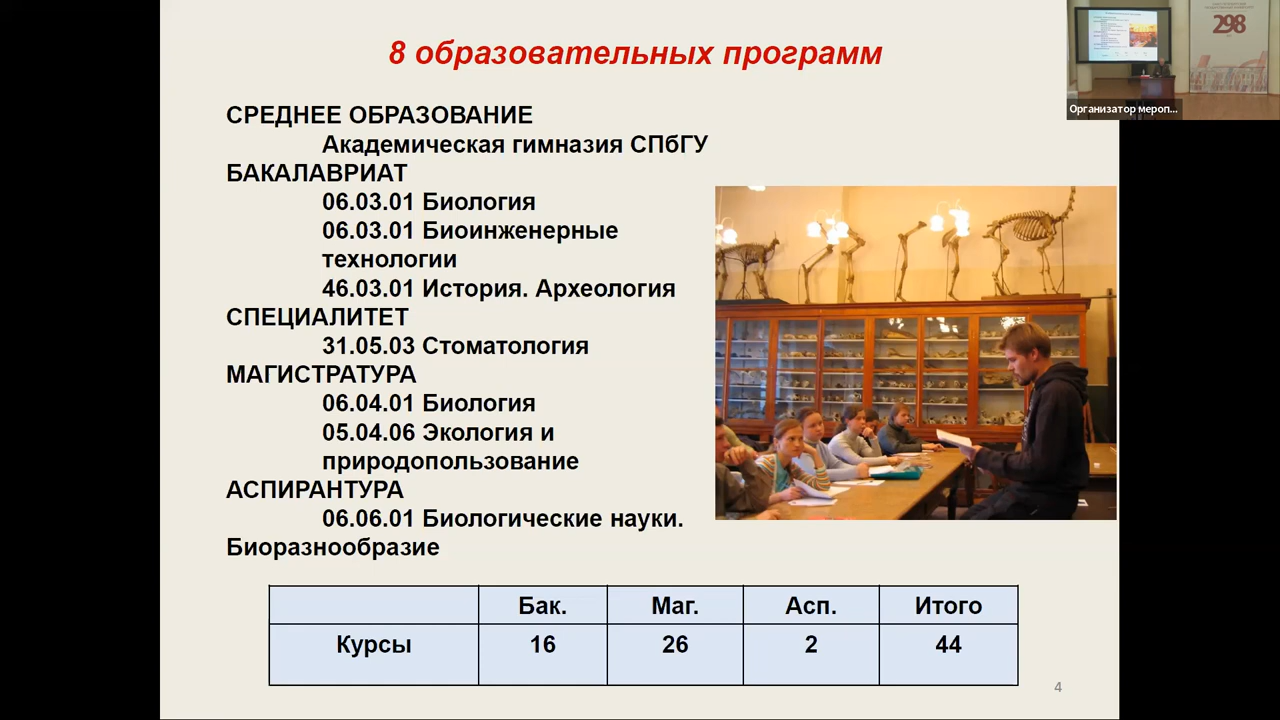 8 образовательных программ
СРЕДНЕЕ ОБРАЗОВАНИЕ
Академическая гимназия СПбГУ
БАКАЛАВРИАТ
06.03.01 Биология
06.03.01 Биоинженерные
технологии
46.03.01 История. Археология
СПЕЦИАЛИТЕТ
31.05.03 Стоматология
МАГИСТРАТУРА
06.04.01 Биология
05.04.06 Экология и
природопользование
АСПИРАНТУРА
06.06.01 Биологические науки.
Биоразнообразие
Бак. Маг. Асп. Итого
Курсы 16 26 2 44
4
298
Организатор мероп...